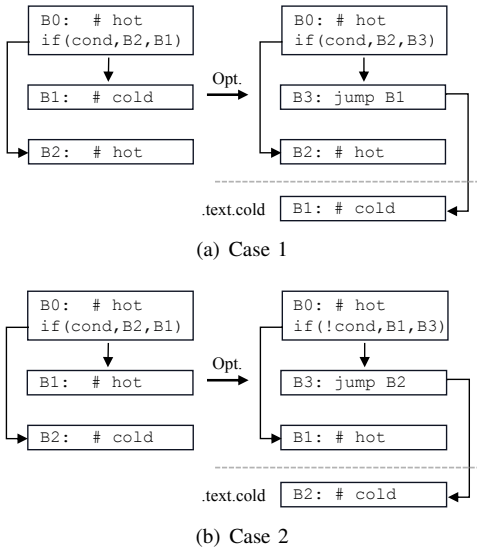 B0: # hot
if(cond,B2,B1)
B1: # cold
B2: # hot
Opt.
B0: # hot
if(cond,B2,B3)
B3: jump B1
B2: # hot
.text.cold
B1: # cold
(a) Case 1
B0: # hot
if(cond,B2,B1)
B1: # hot
B2: # cold
Opt.
B0: # hot
if(!cond,B1,B3)
B3: jump B2
B1: # hot
.text.cold
B2: # cold
(b) Case 2